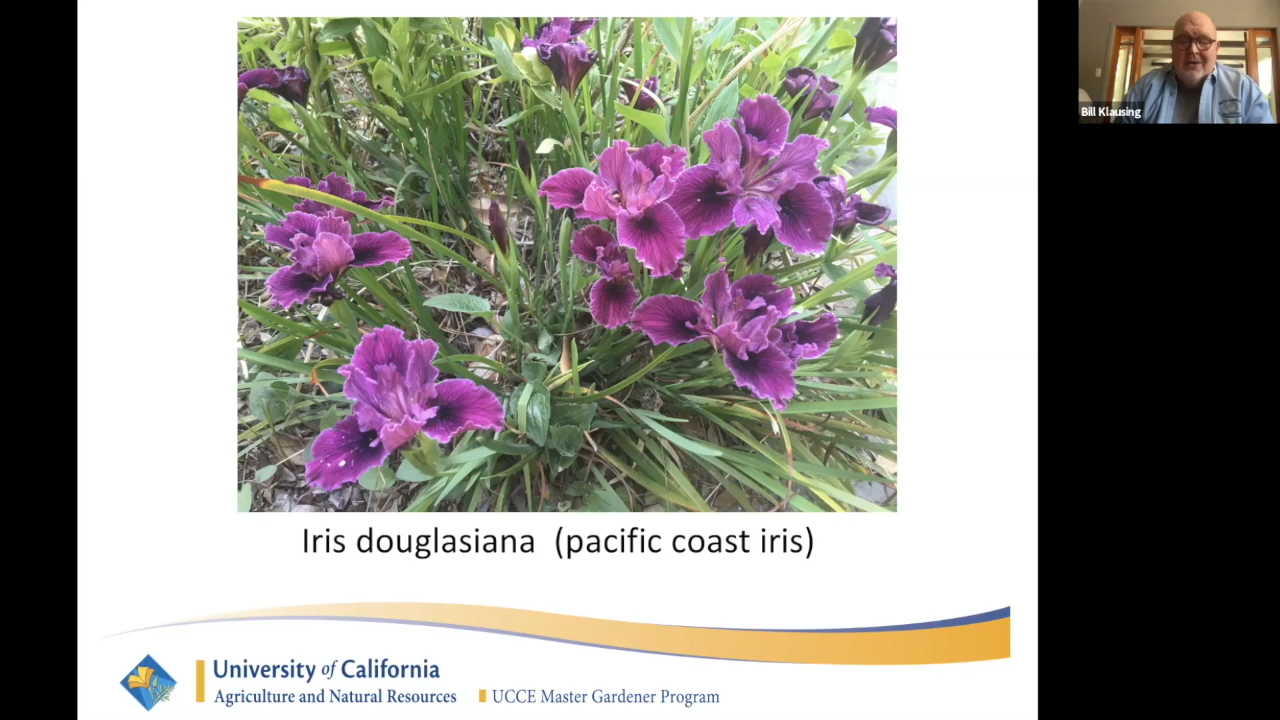 Bill Klausing
Iris douglasiana (pacific coast iris)
University of California
Agriculture and Natural Resources
UCCE Master Gardener Program